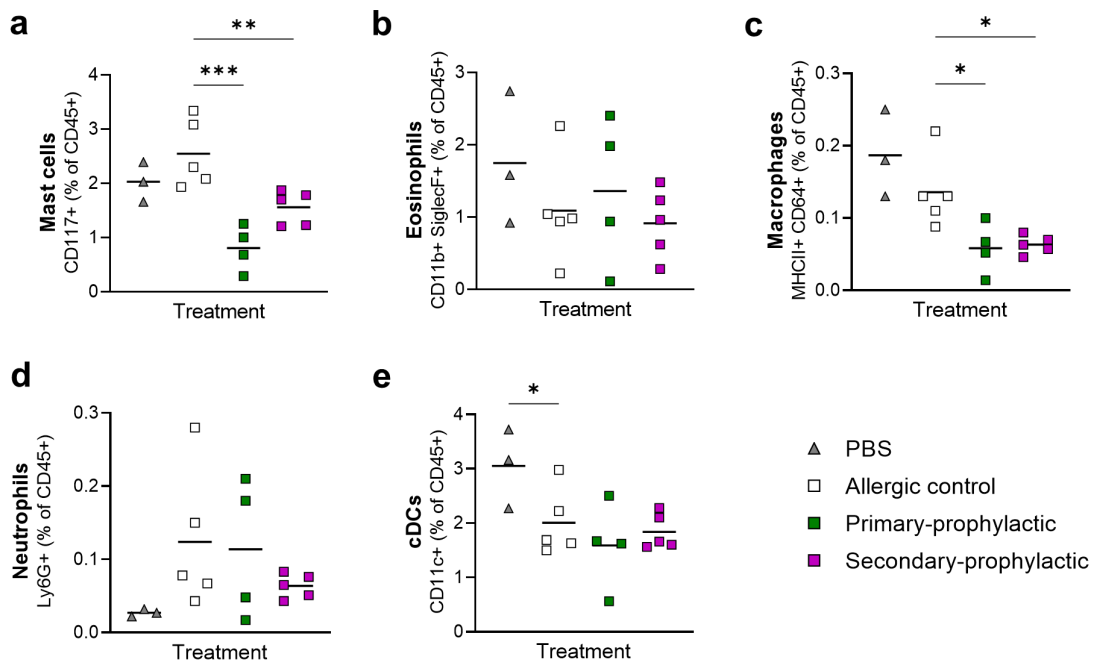 a
**
***
4
3
2
1
0
Mast cells
CD117+ (% of CD45+)
Treatment
b
3
2
1
0
Eosinophils
CD11b+ SiglecF+ (% of CD45+)
Treatment
c
*
*
0.3
0.2
0.1
0.0
Macrophages
MHCII+ CD64+ (% of CD45+)
Treatment
d
0.3
0.2
0.1
0.0
Neutrophils
Ly6G+ (% of CD45+)
Treatment
e
*
4
3
2
1
0
cDCs
CD11c+ (% of CD45+)
Treatment
PBS
Allergic control
Primary-prophylactic
Secondary-prophylactic